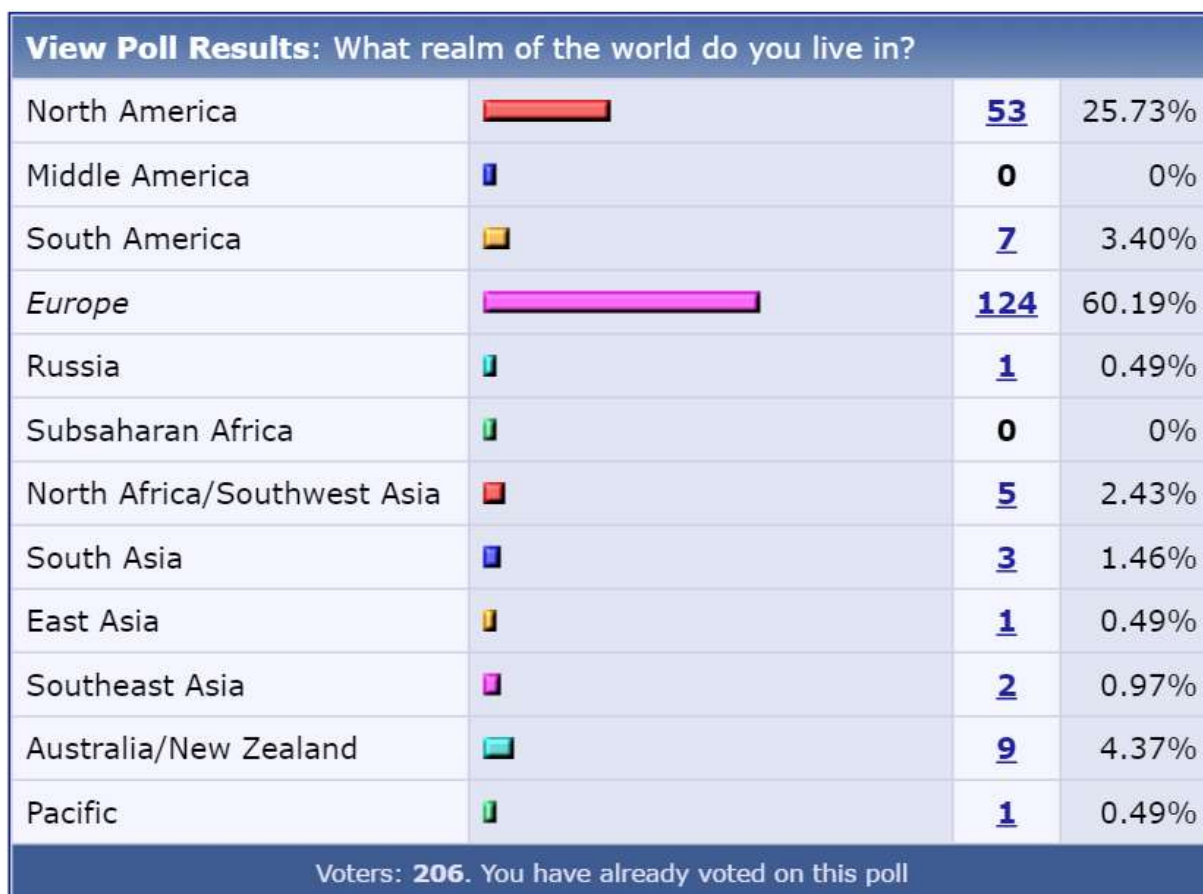 View Poll Results: What realm of the world do you live in?
North America 53 25.73%
Middle America 0 0%
South America 7 3.40%
Europe 124 60.19%
Russia 1 0.49%
Subsaharan Africa 0 0%
North Africa/Southwest Asia 5 2.43%
South Asia 3 1.46%
East Asia 1 0.49%
Southeast Asia 2 0.97%
Australia/New Zealand 9 4.37%
Pacific 1 0.49%
Voters: 206. You have already voted on this poll